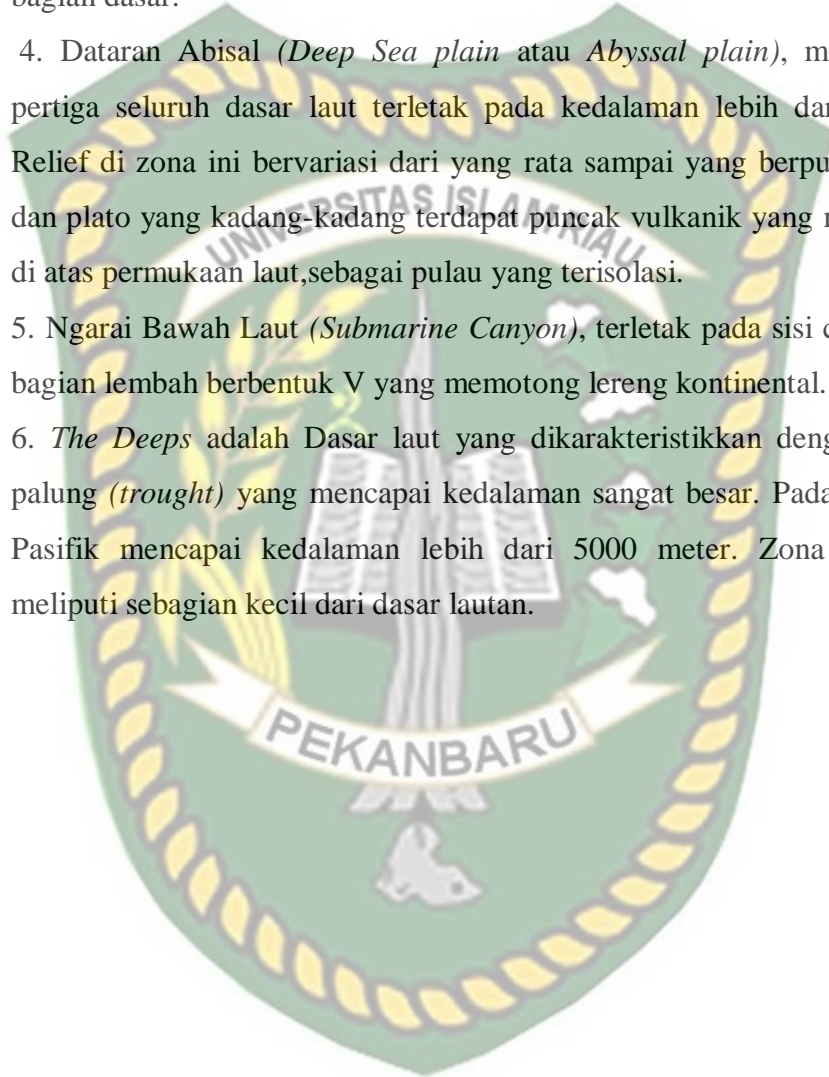 bagian dasar.
4. Dataran Abisal (Deep Sea plain atau Abyssal plain), m
pertiga seluruh dasar laut terletak pada kedalaman lebih dar
Relief di zona ini bervariasi dari yang rata sampai yang berpu
dan plato yang kadang-kadang terdapat puncak vulkanik yang
di atas permukaan laut,sebagai pulau yang terisolasi.
5. Ngarai Bawah Laut (Submarine Canyon), terletak pada sisi
bagian lembah berbentuk V yang memotong lereng kontinental.
6. The Deeps adalah Dasar laut yang dikarakteristikkan deng
palung (trought) yang mencapai kedalaman sangat besar. Pada
Pasifik mencapai kedalaman lebih dari 5000 meter. Zona
meliputi sebagian kecil dari dasar lautan.
UNIVERSITAS ISLAM RIAU
PEKANBARU